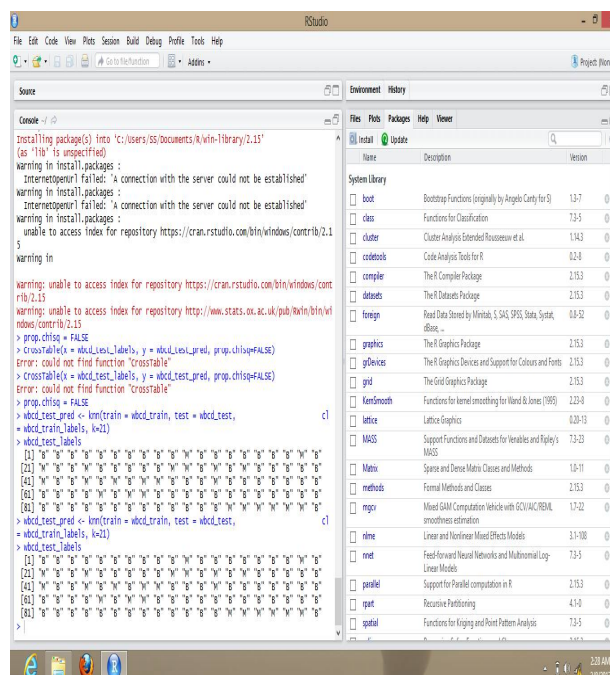 RStudio
File Edit Code View Plots Session Build Debug Profile Tools Help
Go to file/function Addins
Project: (Non
Source
Console ~/
Installing package(s) into 'C:/Users/SS/Documents/R/win-library/2.15'
(as 'lib' is unspecified)
Warning in install.packages :
InternetOpenUrl failed: 'A connection with the server could not be established'
Warning in install.packages :
InternetOpenUrl failed: 'A connection with the server could not be established'
Warning in install.packages :
unable to access index for repository https://cran.rstudio.com/bin/windows/contrib/2.1
5
Warning in
Warning: unable to access index for repository https://cran.rstudio.com/bin/windows/cont
rib/2.15
Warning: unable to access index for repository http://www.stats.ox.ac.uk/pub/RWin/bin/wi
ndows/contrib/2.15
> prop.chisq = FALSE
> CrossTable(x = wbcd_test_labels, y = wbcd_test_pred, prop.chisq=FALSE)
Error: could not find function "CrossTable"
> CrossTable(x = wbcd_test_labels, y = wbcd_test_pred, prop.chisq=FALSE)
Error: could not find function "CrossTable"
> prop.chisq = FALSE
> wbcd_test_pred <- knn(train = wbcd_train, test = wbcd_test, cl
= wbcd_train_labels, k=21)
> wbcd_test_labels
[1]
[21]
[41]
[61]
[81]
> wbcd_test_pred <- knn(train = wbcd_train, test = wbcd_test, cl
= wbcd_train_labels, k=21)
> wbcd_test_labels
[1]
[21]
[41]
[61]
[81]
>
Environment History
Files Plots Packages Help Viewer
Install Update
Name Description Version
System Library
boot Bootstrap Functions (originally by Angelo Canty for S) 1.3-7
class Functions for Classification 7.3-5
cluster Cluster Analysis Extended Rousseeuw et al. 1.14.3
codetools Code Analysis Tools for R 0.2-8
compiler The R Compiler Package 2.15.3
datasets The R Datasets Package 2.15.3
foreign Read Data Stored by Minitab, S, SAS, SPSS, Stata, Systat, 0.8-52
dBase, ...
graphics The R Graphics Package 2.15.3
grDevices The R Graphics Devices and Support for Colours and Fonts 2.15.3
grid The Grid Graphics Package 2.15.3
KernSmooth Functions for kernel smoothing for Wand & Jones (1995) 2.23-8
lattice Lattice Graphics 0.20-13
MASS Support Functions and Datasets for Venables and Ripley's 7.3-23
MASS
Matrix Sparse and Dense Matrix Classes and Methods 1.0-11
methods Formal Methods and Classes 2.15.3
mgcv Mixed GAM Computation Vehicle with GCV/AIC/REML 1.7-22
smoothness estimation
nlme Linear and Nonlinear Mixed Effects Models 3.1-108
nnet Feed-forward Neural Networks and Multinomial Log- 7.3-5
Linear Models
parallel Support for Parallel computation in R 2.15.3
rpart Recursive Partitioning 4.1-0
spatial Functions for Kriging and Point Pattern Analysis 7.3-5
2:28 AM